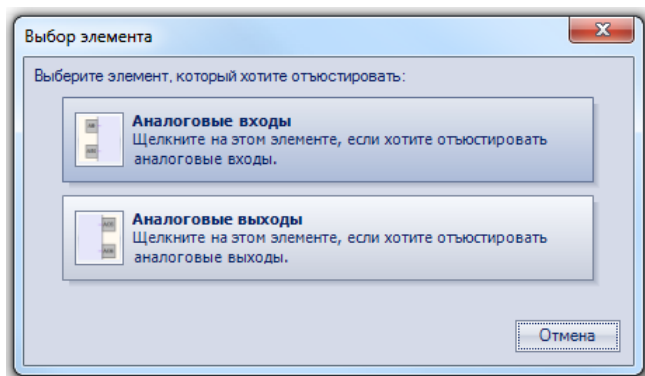 Выбор элемента
Выберите элемент, который хотите отъюстировать:
Аналоговые входы
Щелкните на этом элементе, если хотите отъюстировать
аналоговые входы.
Аналоговые выходы
Щелкните на этом элементе, если хотите отъюстировать
аналоговые выходы.
Отмена